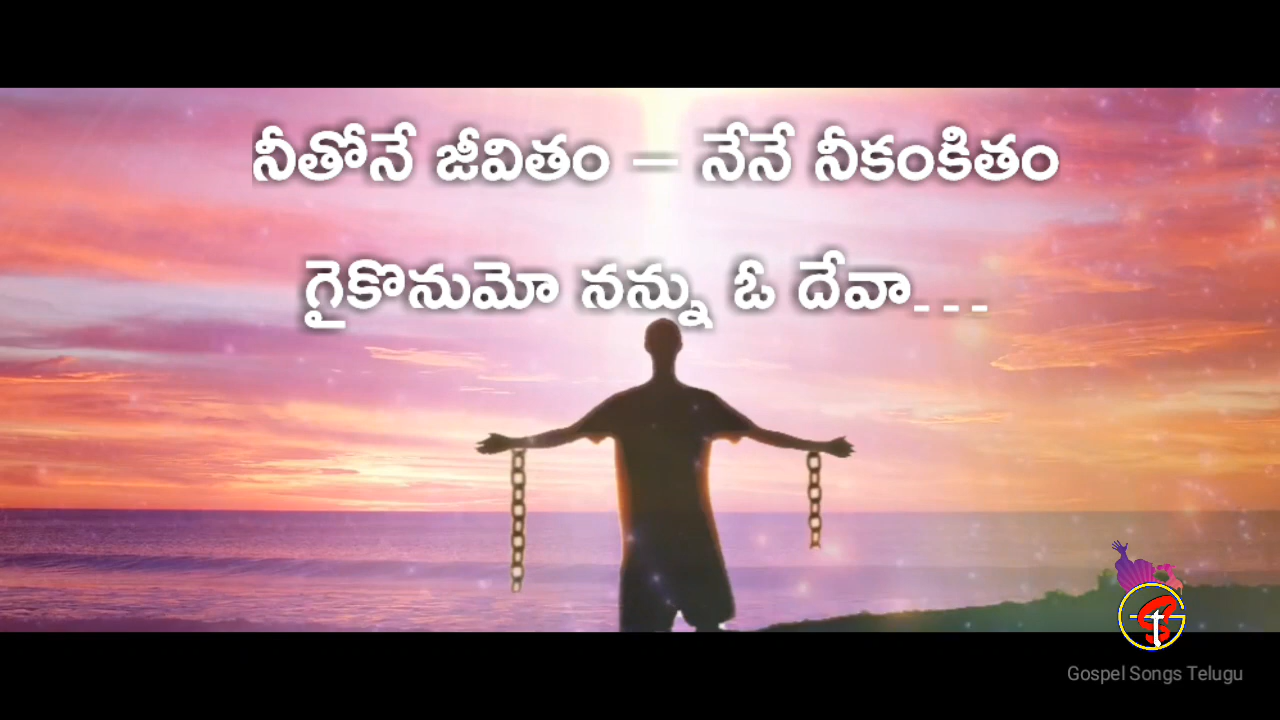 నీతోనే జీవితం – నేనే నీకంకితం
గైకొనుమో నన్ను ఓ దేవా...
Gospel Songs Telugu